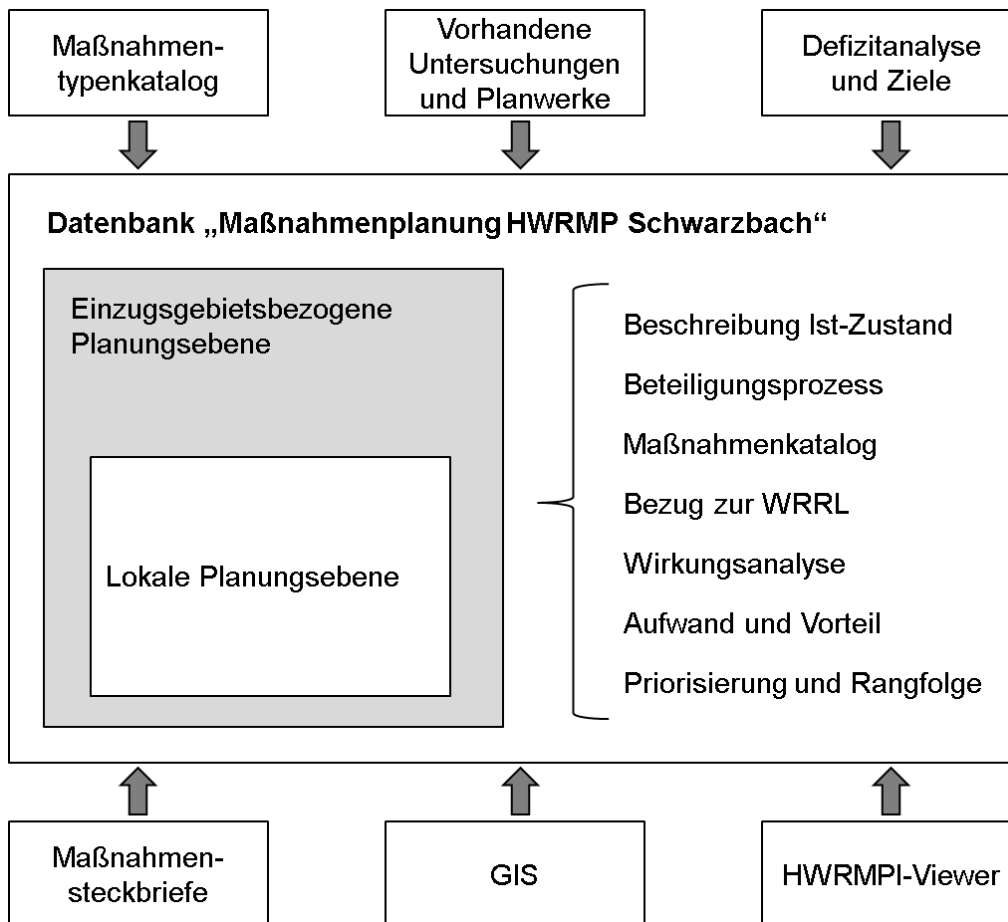 Maßnahmen-
typenkatalog
Vorhandene
Untersuchungen
und Planwerke
Defizitanalyse
und Ziele
Datenbank „Maßnahmenplanung HWRMP Schwarzbach“
Einzugsgebietsbezogene
Planungsebene
Lokale Planungsebene
Beschreibung Ist-Zustand
Beteiligungsprozess
Maßnahmenkatalog
Bezug zur WRRL
Wirkungsanalyse
Aufwand und Vorteil
Priorisierung und Rangfolge
Maßnahmen-
steckbriefe
GIS
HWRMPl-Viewer